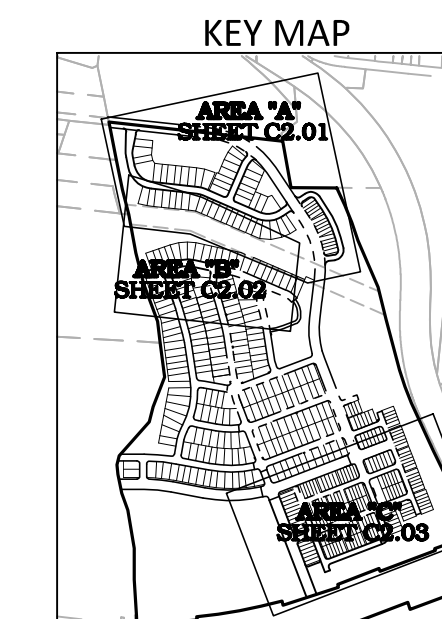 KEY MAP
AREA "A"
SHEET C2.01
AREA "B"
SHEET C2.02
AREA "C"
SHEET C2.03